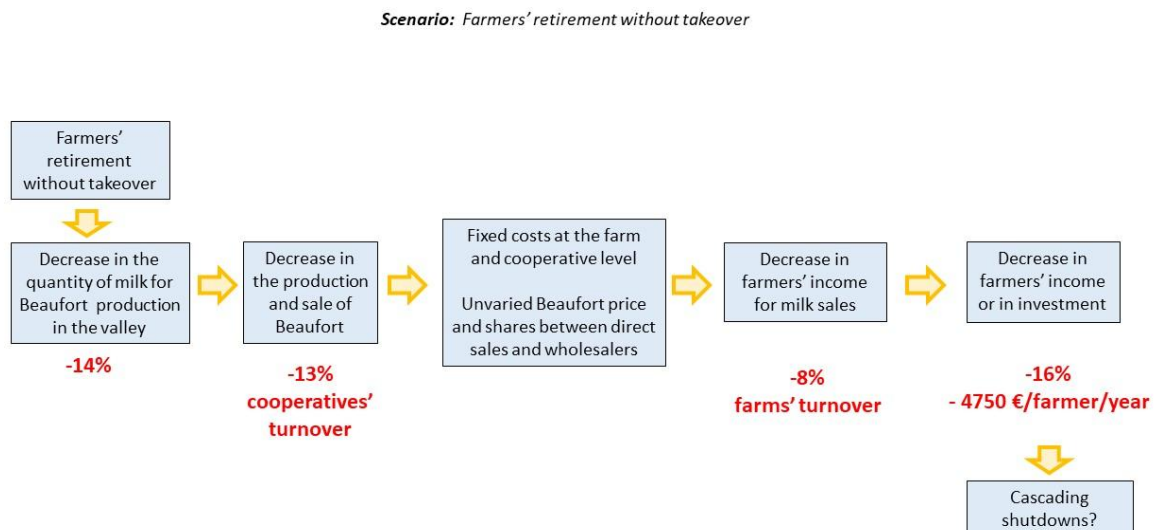 Scenario: Farmers' retirement without takeover
Farmers'
retirement
without takeover
Decrease in the
quantity of milk for
Beaufort production
in the valley
-14%
Decrease in
the production
and sale of
Beaufort
-13%
cooperatives'
turnover
Fixed costs at the farm
and cooperative level
Unvaried Beaufort price
and shares between direct
sales and wholesalers
Decrease in
farmers' income
for milk sales
-8%
farms' turnover
Decrease in
farmers' income
or in investment
-16%
- 4750 €/farmer/year
Cascading
shutdowns?